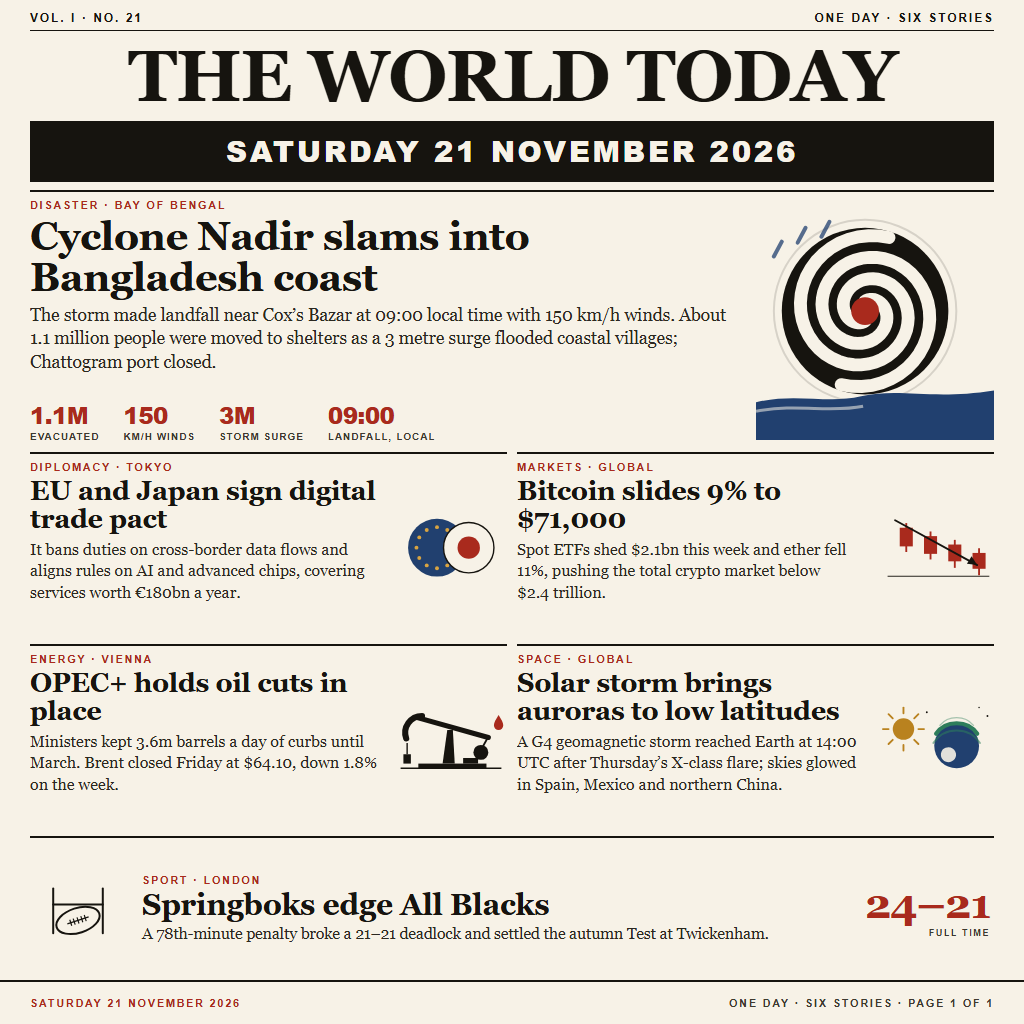 VOL. I · NO. 21
ONE DAY · SIX STORIES
THE WORLD TODAY
SATURDAY 21 NOVEMBER 2026
DISASTER · BAY OF BENGAL
Cyclone Nadir slams into
Bangladesh coast
The storm made landfall near Cox’s Bazar at 09:00 local time with 150 km/h winds. About
1.1 million people were moved to shelters as a 3 metre surge flooded coastal villages;
Chattogram port closed.
1.1M
EVACUATED
150
KM/H WINDS
3M
STORM SURGE
09:00
LANDFALL, LOCAL
DIPLOMACY · TOKYO
EU and Japan sign digital
trade pact
It bans duties on cross-border data flows and
aligns rules on AI and advanced chips, covering
services worth €180bn a year.
MARKETS · GLOBAL
Bitcoin slides 9% to
$71,000
Spot ETFs shed $2.1bn this week and ether fell
11%, pushing the total crypto market below
$2.4 trillion.
ENERGY · VIENNA
OPEC+ holds oil cuts in
place
Ministers kept 3.6m barrels a day of curbs until
March. Brent closed Friday at $64.10, down 1.8%
on the week.
SPACE · GLOBAL
Solar storm brings
auroras to low latitudes
A G4 geomagnetic storm reached Earth at 14:00
UTC after Thursday’s X-class flare; skies glowed
in Spain, Mexico and northern China.
SPORT · LONDON
Springboks edge All Blacks
A 78th-minute penalty broke a 21–21 deadlock and settled the autumn Test at Twickenham.
24–21
FULL TIME
SATURDAY 21 NOVEMBER 2026
ONE DAY · SIX STORIES · PAGE 1 OF 1